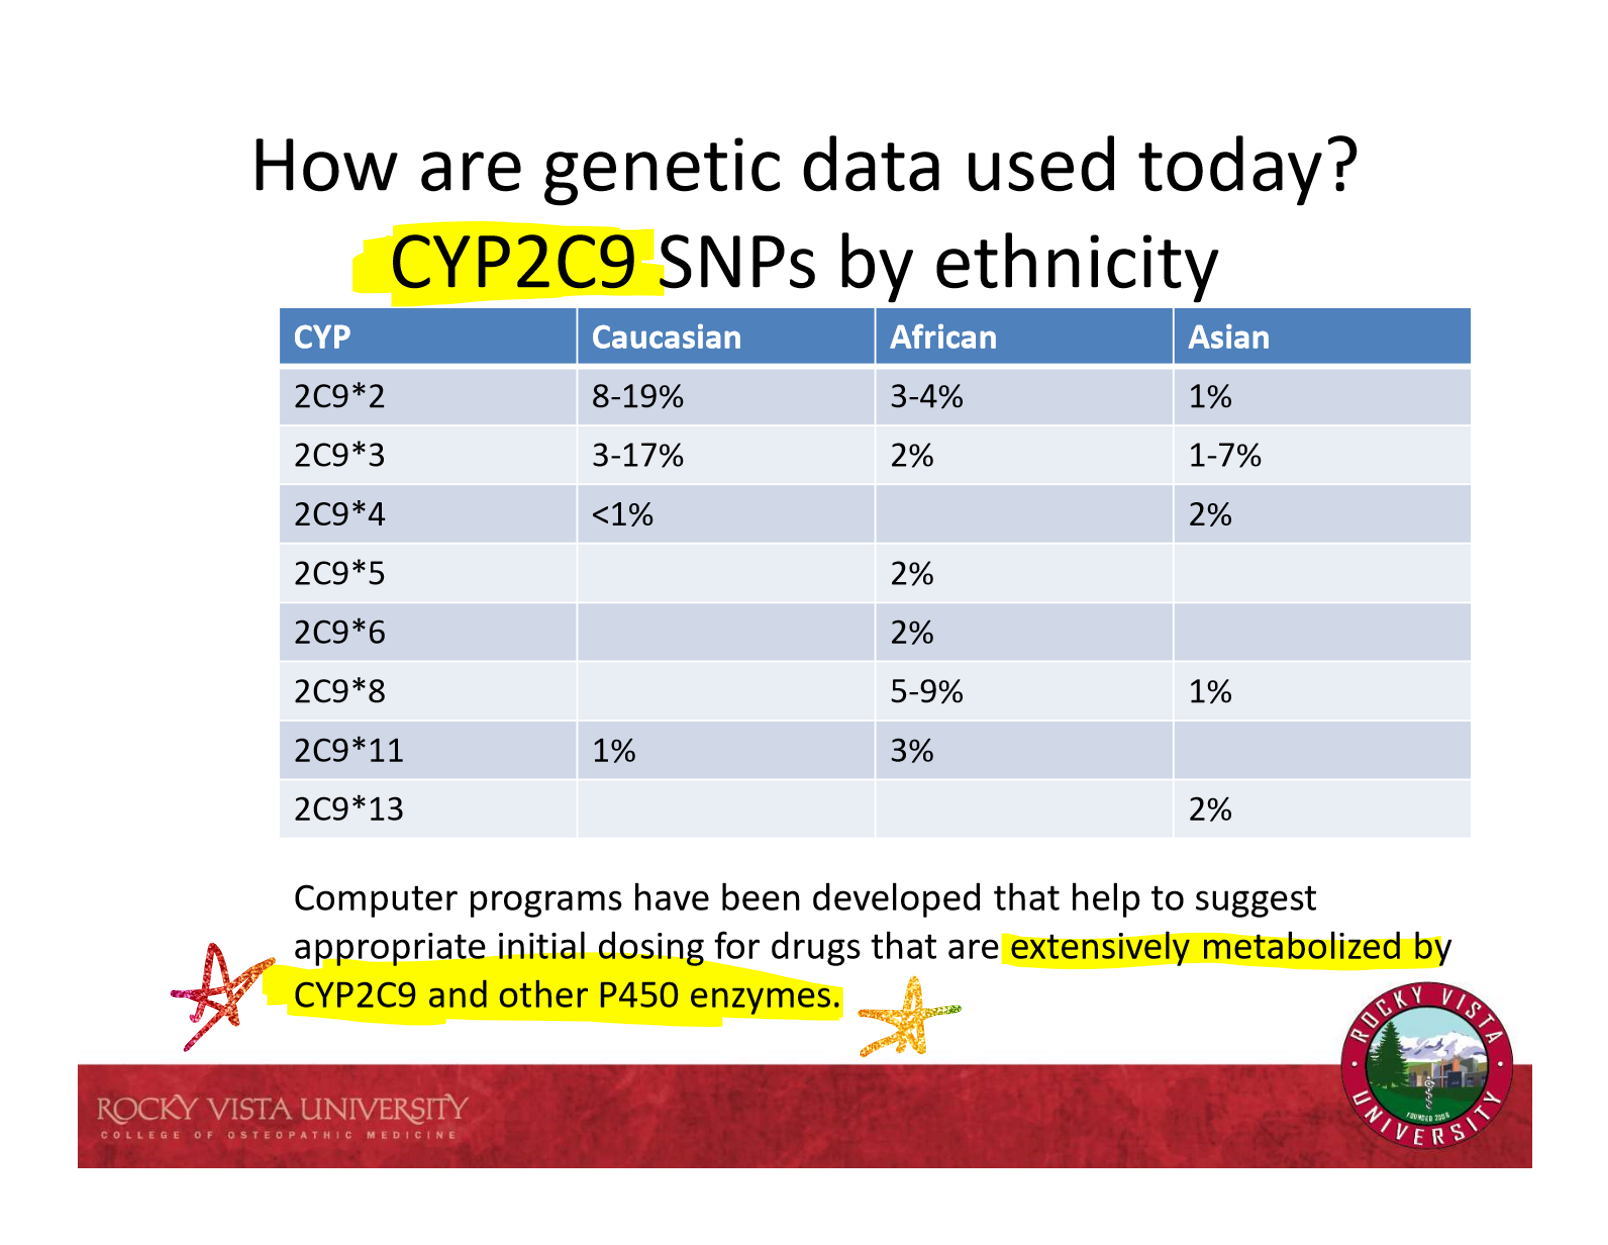 How are genetic data used today?
CYP2C9 SNPs by ethnicity
CYP Caucasian African Asian
2C9*2 8-19% 3-4% 1%
2C9*3 3-17% 2% 1-7%
2C9*4 <1% 2%
2C9*5 2%
2C9*6 2%
2C9*8 5-9% 1%
2C9*11 1% 3%
2C9*13 2%
Computer programs have been developed that help to suggest
appropriate initial dosing for drugs that are extensively metabolized by
CYP2C9 and other P450 enzymes.
ROCKY VISTA UNIVERSITY
COLLEGE OF OSTEOPATHIC MEDICINE
ROCKY VISTA
UNIVERSITY
FOUNDED 2006